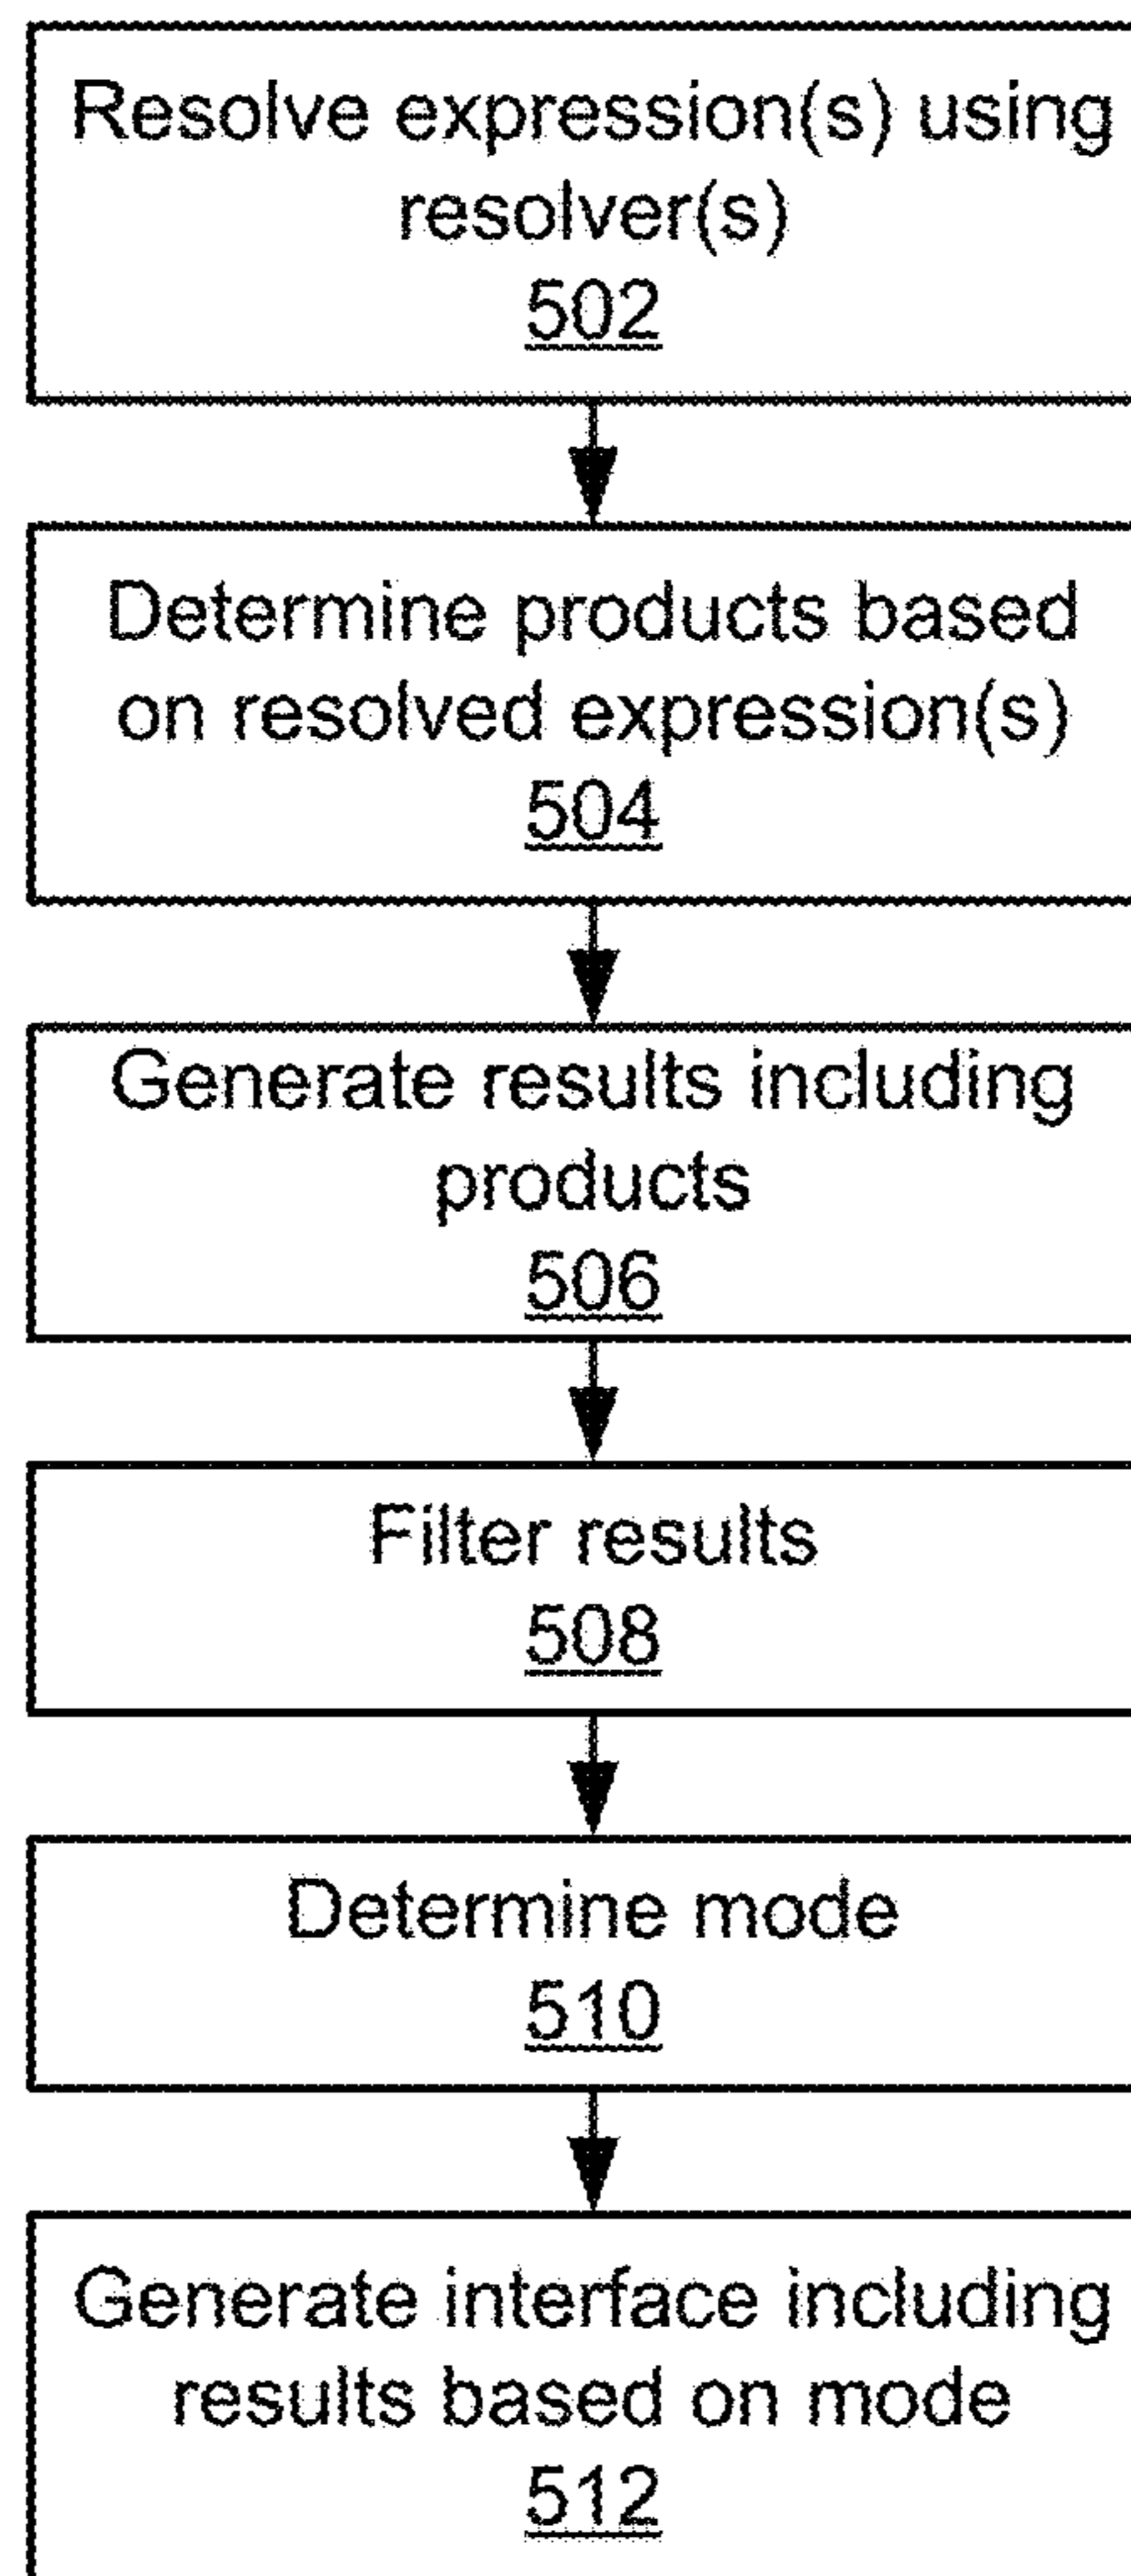 Resolve expression(s) using
resolver(s)
502
Determine products based
on resolved expression(s)
504
Generate results including
products
506
Filter results
508
Determine mode
510
Generate interface including
results based on mode
512